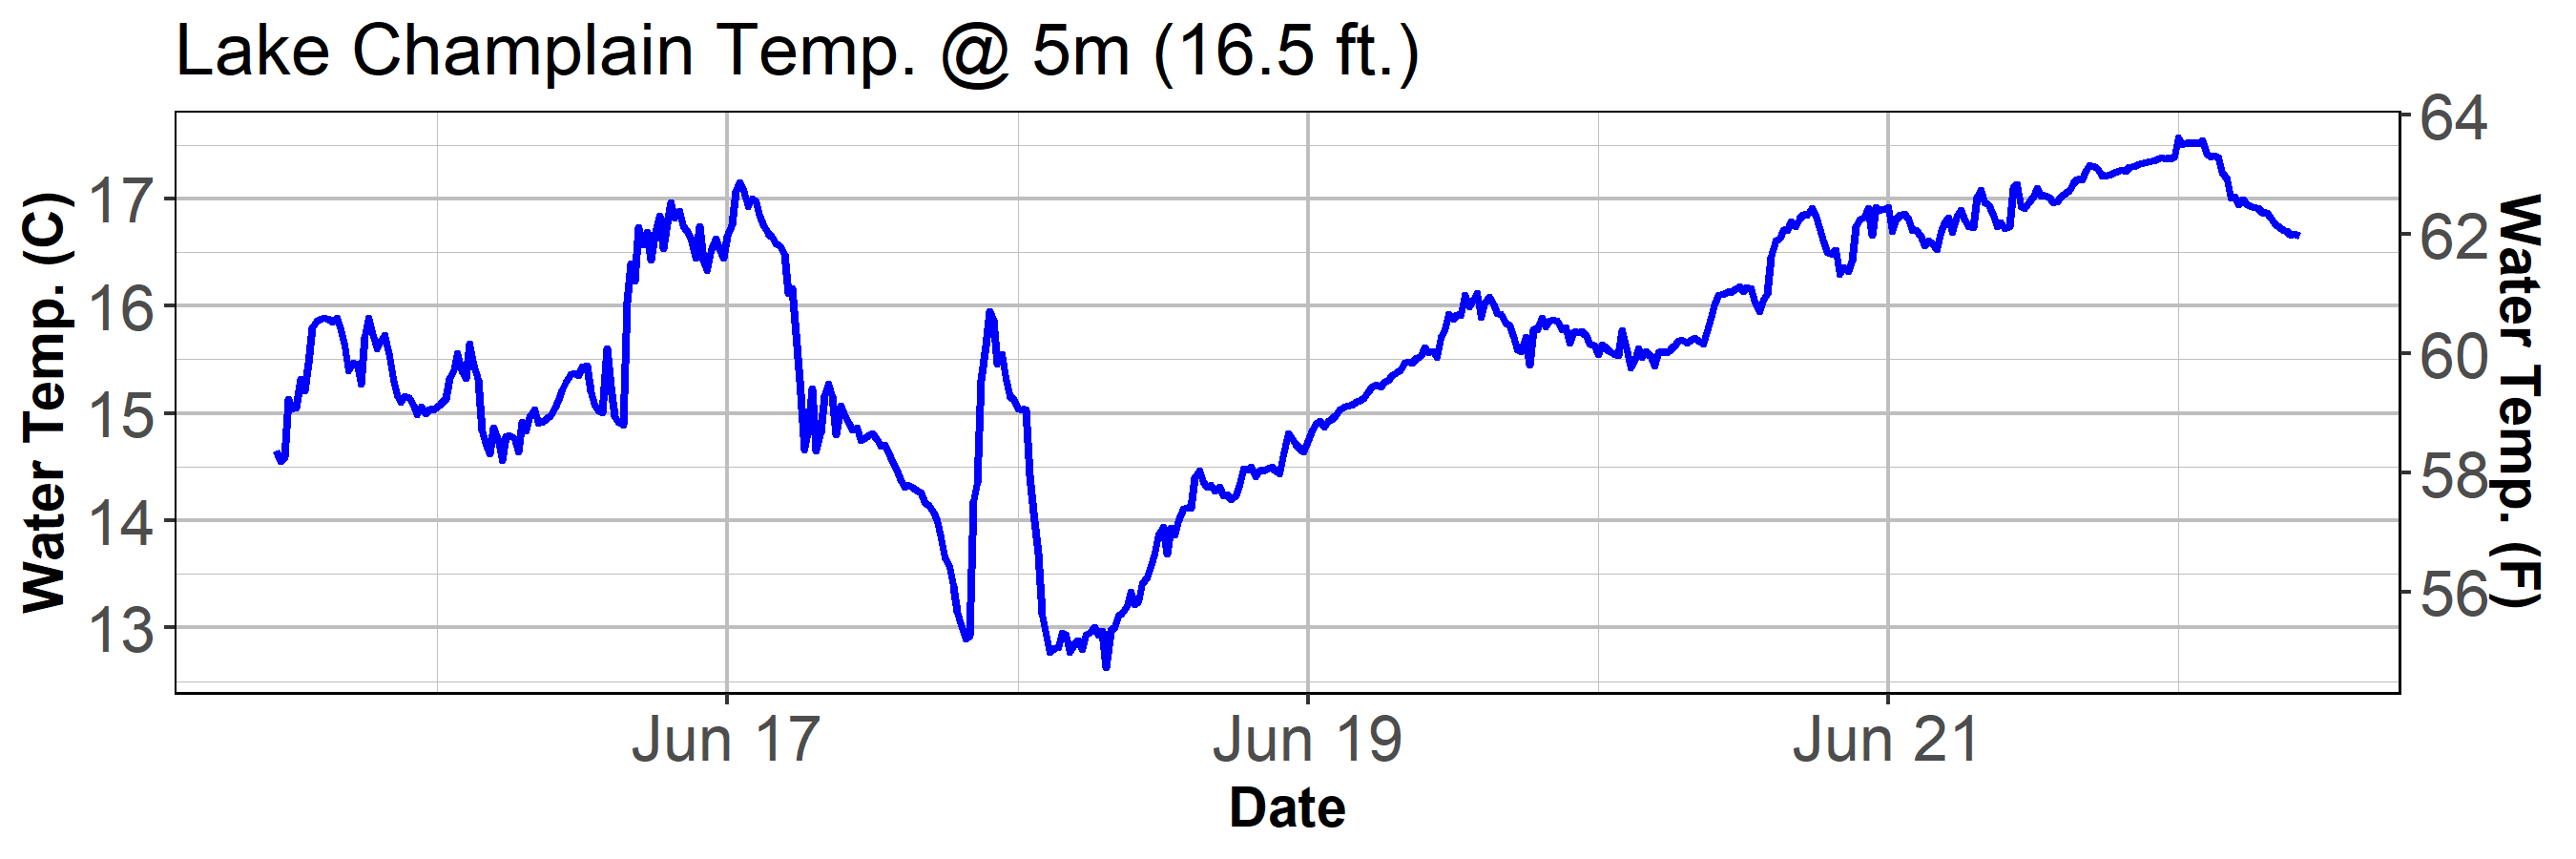 Lake Champlain Temp. @ 5m (16.5 ft.)
Water Temp. (C)
17
16
15
14
13
64
62
60
58
56
Water Temp. (F)
Jun 17 Jun 19 Jun 21
Date